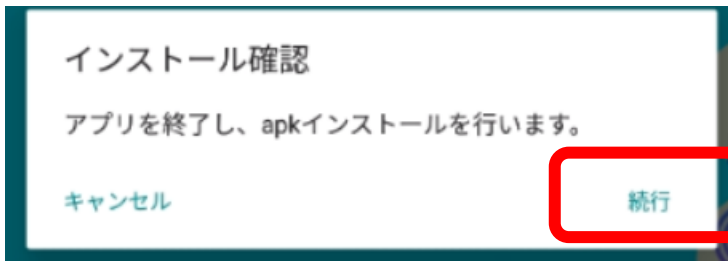 インストール確認
アプリを終了し、apkインストールを行います。
キャンセル 続行